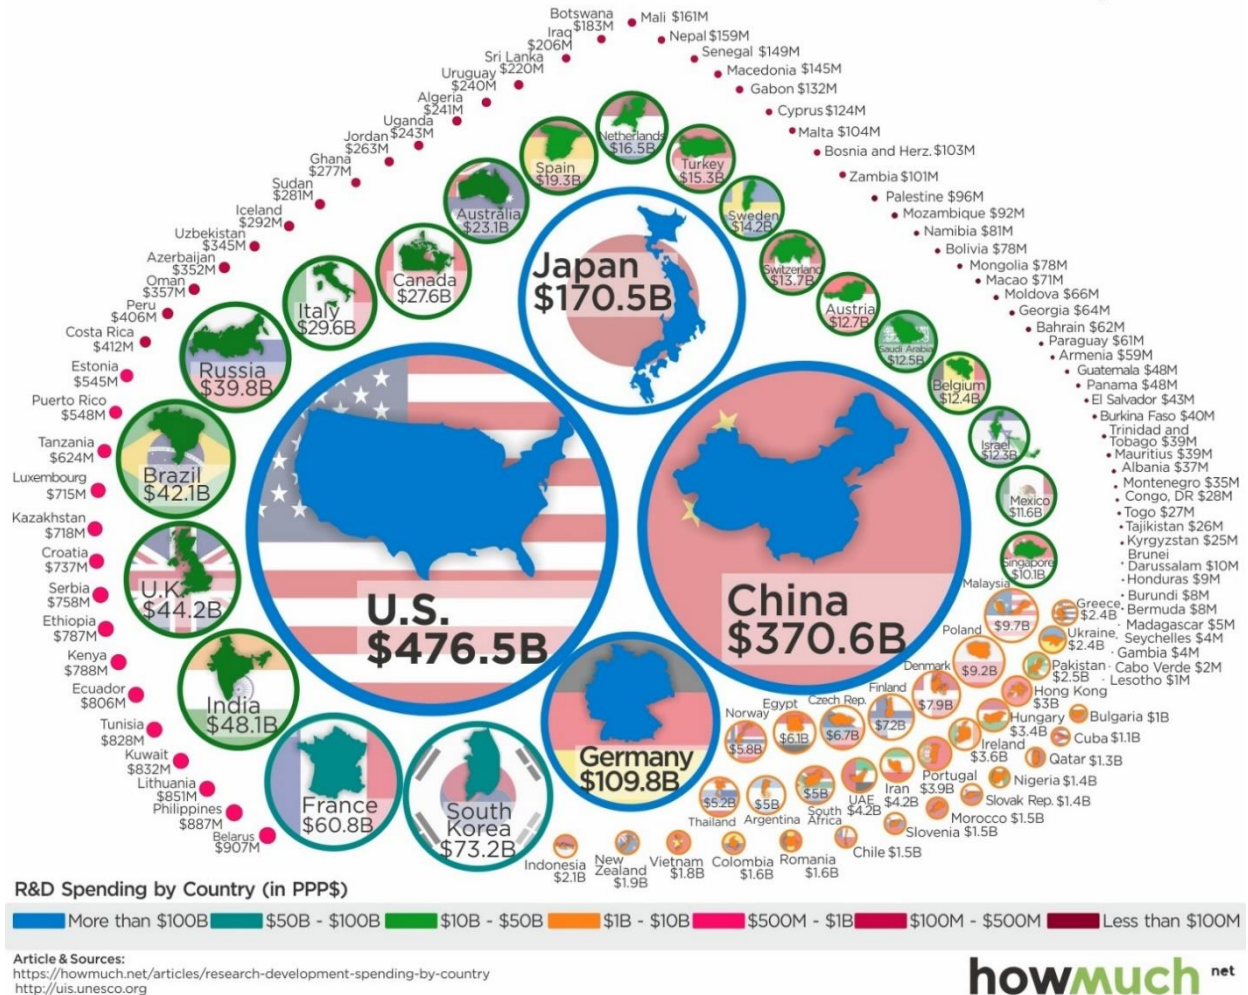 Botswana
$183M
Mali $161M
Iraq
$206M
Nepal $159M
Sri Lanka
$220M
Senegal $149M
Uruguay
$240M
Macedonia $145M
Algeria
$241M
Gabon $132M
Uganda
$243M
Cyprus $124M
Jordan
$263M
Malta $104M
Ghana
$277M
Bosnia and Herz. $103M
Sudan
$281M
Zambia $101M
Iceland
$292M
Palestine $96M
Uzbekistan
$345M
Mozambique $92M
Azerbaijan
$352M
Namibia $81M
Oman
$357M
Bolivia $78M
Peru
$406M
Mongolia $78M
Costa Rica
$412M
Macao $71M
Estonia
$545M
Moldova $66M
Puerto Rico
$548M
Georgia $64M
Tanzania
$624M
Bahrain $62M
Luxembourg
$715M
Paraguay $61M
Kazakhstan
$718M
Armenia $59M
Croatia
$737M
Guatemala $48M
Serbia
$758M
Panama $48M
Ethiopia
$787M
El Salvador $43M
Kenya
$788M
Burkina Faso $40M
Ecuador
$806M
Trinidad and
Tobago $39M
Tunisia
$828M
Mauritius $39M
Kuwait
$832M
Albania $37M
Lithuania
$851M
Montenegro $35M
Philippines
$887M
Congo, DR $28M
Belarus
$907M
Togo $27M
Tajikistan $26M
Kyrgyzstan $25M
Brunei
Darussalam $10M
Honduras $9M
Burundi $8M
Bermuda $8M
Madagascar $5M
Seychelles $4M
Gambia $4M
Cabo Verde $2M
Lesotho $1M
Netherlands
$16.5B
Spain
$19.3B
Turkey
$15.3B
Australia
$23.1B
Sweden
$14.2B
Canada
$27.6B
Switzerland
$13.7B
Italy
$29.6B
Austria
$12.7B
Russia
$39.8B
Saudi Arabia
$12.5B
Brazil
$42.1B
Belgium
$12.4B
U.K.
$44.2B
Israel
$12.3B
India
$48.1B
Mexico
$11.6B
France
$60.8B
Singapore
$10.1B
South
Korea
$73.2B
Japan
$170.5B
U.S.
$476.5B
China
$370.6B
Germany
$109.8B
Malaysia
$9.7B
Greece
$2.4B
Poland
$9.2B
Ukraine
$2.4B
Denmark
$7.9B
Pakistan
$2.5B
Finland
$7.2B
Hong Kong
$3B
Czech Rep.
$6.7B
Hungary
$3.4B
Bulgaria $1B
Egypt
$6.1B
Ireland
$3.6B
Cuba $1.1B
Norway
$5.8B
Portugal
$3.9B
Qatar $1.3B
$5.2B
Thailand
$5B
Argentina
$5B
South
Africa
UAE
$4.2B
Iran
$4.2B
Nigeria $1.4B
Slovak Rep. $1.4B
Morocco $1.5B
Slovenia $1.5B
Chile $1.5B
Indonesia
$2.1B
New
Zealand
$1.9B
Vietnam
$1.8B
Colombia
$1.6B
Romania
$1.6B
R&D Spending by Country (in PPP$)
More than $100B
$50B - $100B
$10B - $50B
$1B - $10B
$500M - $1B
$100M - $500M
Less than $100M
Article & Sources:
https://howmuch.net/articles/research-development-spending-by-country
http://uis.unesco.org
howmuch net